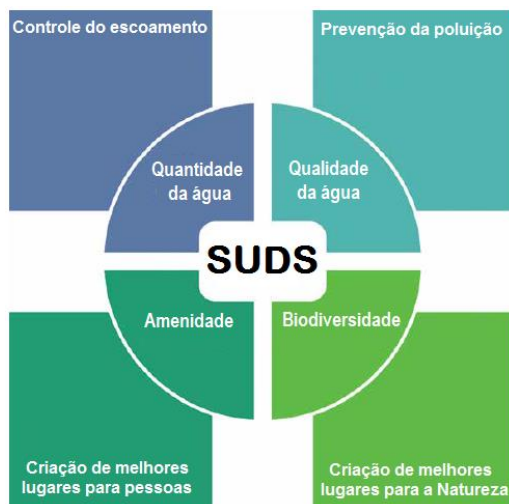 Controle do escoamento
Prevenção da poluição
Quantidade
da água
Qualidade
da água
SUDS
Amenidade
Biodiversidade
Criação de melhores
lugares para pessoas
Criação de melhores
lugares para a Natureza